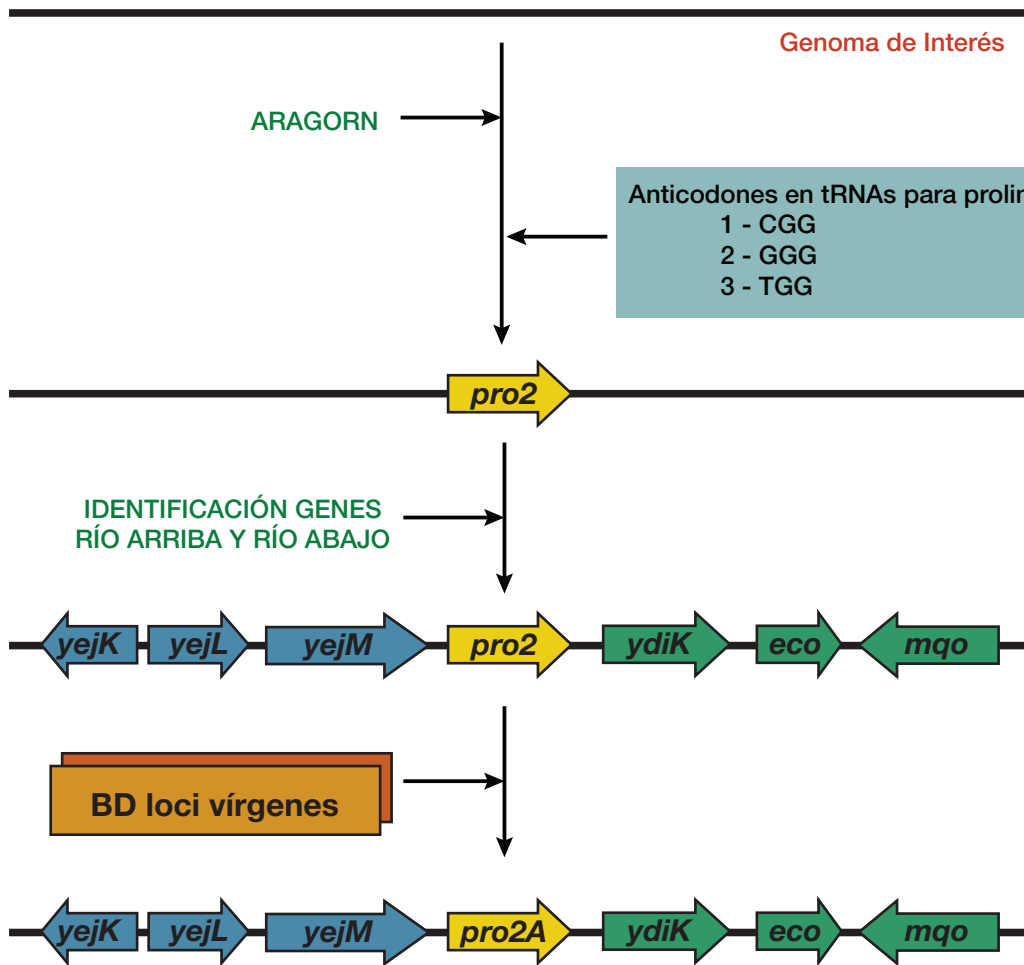 Genoma de Interés
ARAGORN
Anticodones en tRNAs para prolin
1 - CGG
2 - GGG
3 - TGG
pro2
IDENTIFICACIÓN GENES
RÍO ARRIBA Y RÍO ABAJO
yejK yejL yejM pro2 ydiK eco mqo
BD loci vírgenes
yejK yejL yejM pro2A ydiK eco mqo